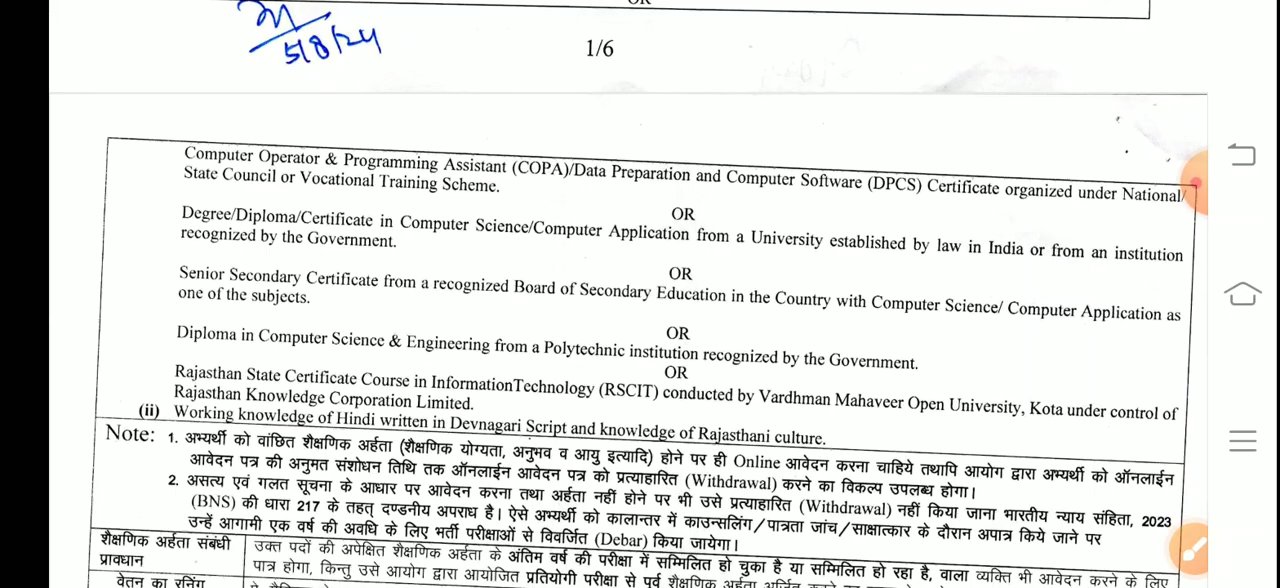 OR
5/8/24
1/6
Computer Operator & Programming Assistant (COPA)/Data Preparation and Computer Software (DPCS) Certificate organized under National/
State Council or Vocational Training Scheme.
OR
Degree/Diploma/Certificate in Computer Science/Computer Application from a University established by law in India or from an institution
recognized by the Government.
OR
Senior Secondary Certificate from a recognized Board of Secondary Education in the Country with Computer Science/ Computer Application as
one of the subjects.
OR
Diploma in Computer Science & Engineering from a Polytechnic institution recognized by the Government.
OR
Rajasthan State Certificate Course in InformationTechnology (RSCIT) conducted by Vardhman Mahaveer Open University, Kota under control of
Rajasthan Knowledge Corporation Limited.
(ii) Working knowledge of Hindi written in Devnagari Script and knowledge of Rajasthani culture.
Note: 1. अभ्यर्थी को वांछित शैक्षणिक अर्हता (शैक्षणिक योग्यता, अनुभव व आयु इत्यादि) होने पर ही Online आवेदन करना चाहिये तथापि आयोग द्वारा अभ्यर्थी को ऑनलाईन
आवेदन पत्र की अनुमत संशोधन तिथि तक ऑनलाईन आवेदन पत्र को प्रत्याहारित (Withdrawal) करने का विकल्प उपलब्ध होगा।
2. असत्य एवं गलत सूचना के आधार पर आवेदन करना तथा अर्हता नहीं होने पर भी उसे प्रत्याहारित (Withdrawal) नहीं किया जाना भारतीय न्याय संहिता, 2023
(BNS) की धारा 217 के तहत् दण्डनीय अपराध है। ऐसे अभ्यर्थी को कालान्तर में काउन्सलिंग/पात्रता जांच/साक्षात्कार के दौरान अपात्र किये जाने पर
उन्हें आगामी एक वर्ष की अवधि के लिए भर्ती परीक्षाओं से विवर्जित (Debar) किया जायेगा।
शैक्षणिक अर्हता संबंधी उक्त पदों की अपेक्षित शैक्षणिक अर्हता के अंतिम वर्ष की परीक्षा में सम्मिलित हो चुका है या सम्मिलित हो रहा है, वाला व्यक्ति भी आवेदन करने के लिए
प्रावधान पात्र होगा, किन्तु उसे आयोग द्वारा आयोजित प्रतियोगी परीक्षा से पूर्व शैक्षणिक अर्हता अर्जित करने का
वेतन का रनिंग